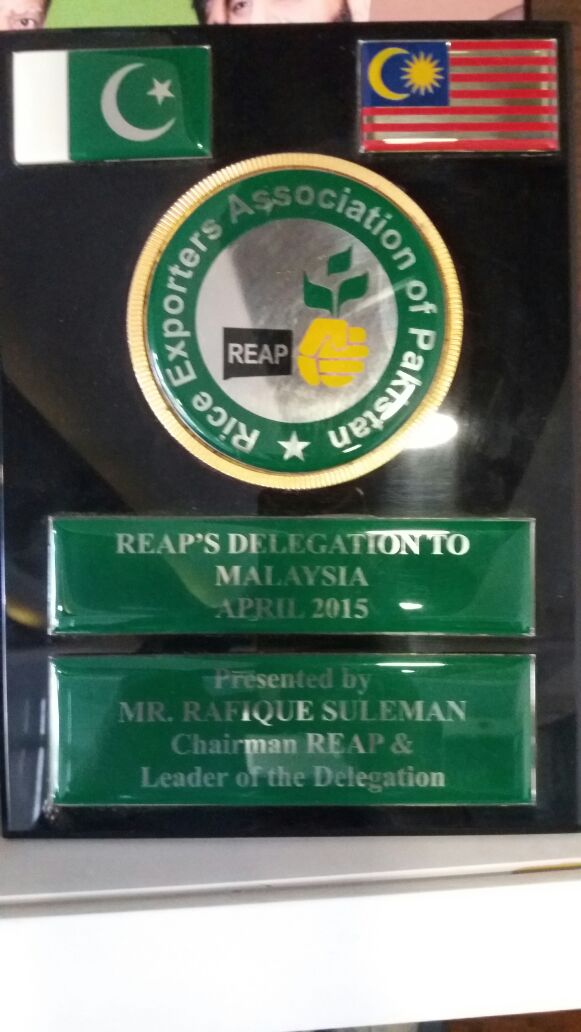 Rice Exporters Association of Pakistan
REAP
REAP'S DELEGATION TO
MALAYSIA
APRIL 2015
Presented by
MR. RAFIQUE SULEMAN
Chairman REAP &
Leader of the Delegation